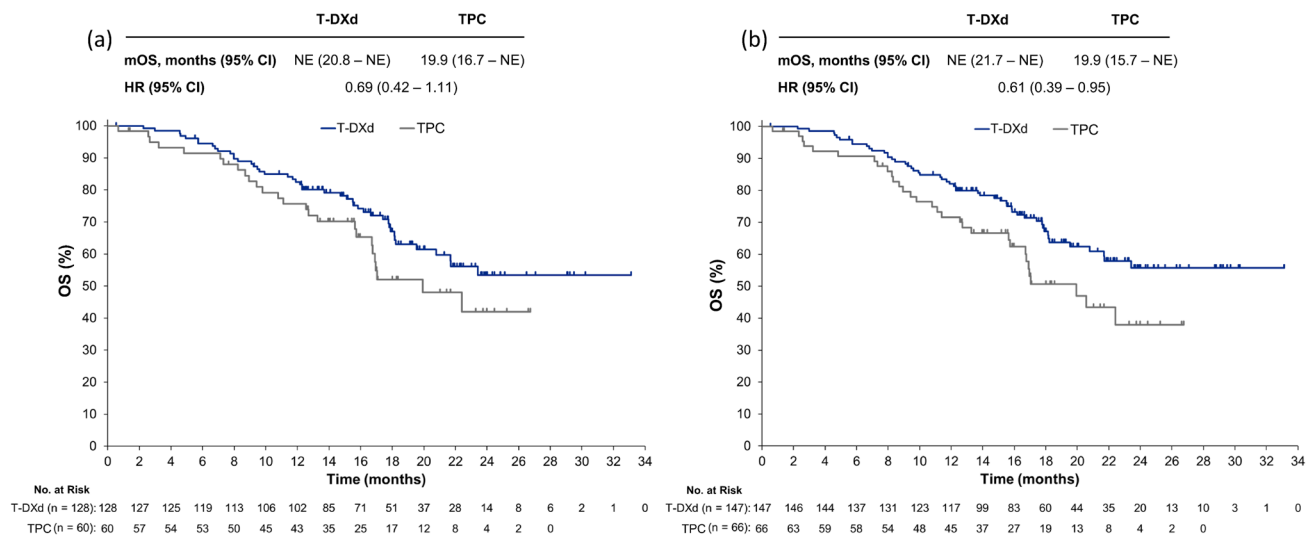 (a)
T-DXd TPC
mOS, months (95% CI) NE (20.8 – NE) 19.9 (16.7 – NE)
HR (95% CI) 0.69 (0.42 – 1.11)
T-DXd TPC
OS (%)
100
90
80
70
60
50
40
30
20
10
0
0 2 4 6 8 10 12 14 16 18 20 22 24 26 28 30 32 34
Time (months)
No. at Risk
T-DXd (n = 128): 128 127 125 119 113 106 102 85 71 51 37 28 14 8 6 2 1 0
TPC (n = 60): 60 57 54 53 50 45 43 35 25 17 12 8 4 2 0
(b)
T-DXd TPC
mOS, months (95% CI) NE (21.7 – NE) 19.9 (15.7 – NE)
HR (95% CI) 0.61 (0.39 – 0.95)
T-DXd TPC
OS (%)
100
90
80
70
60
50
40
30
20
10
0
0 2 4 6 8 10 12 14 16 18 20 22 24 26 28 30 32 34
Time (months)
No. at Risk
T-DXd (n = 147): 147 146 144 137 131 123 117 99 83 60 44 35 20 13 10 3 1 0
TPC (n = 66): 66 63 59 58 54 48 45 37 27 19 13 8 4 2 0